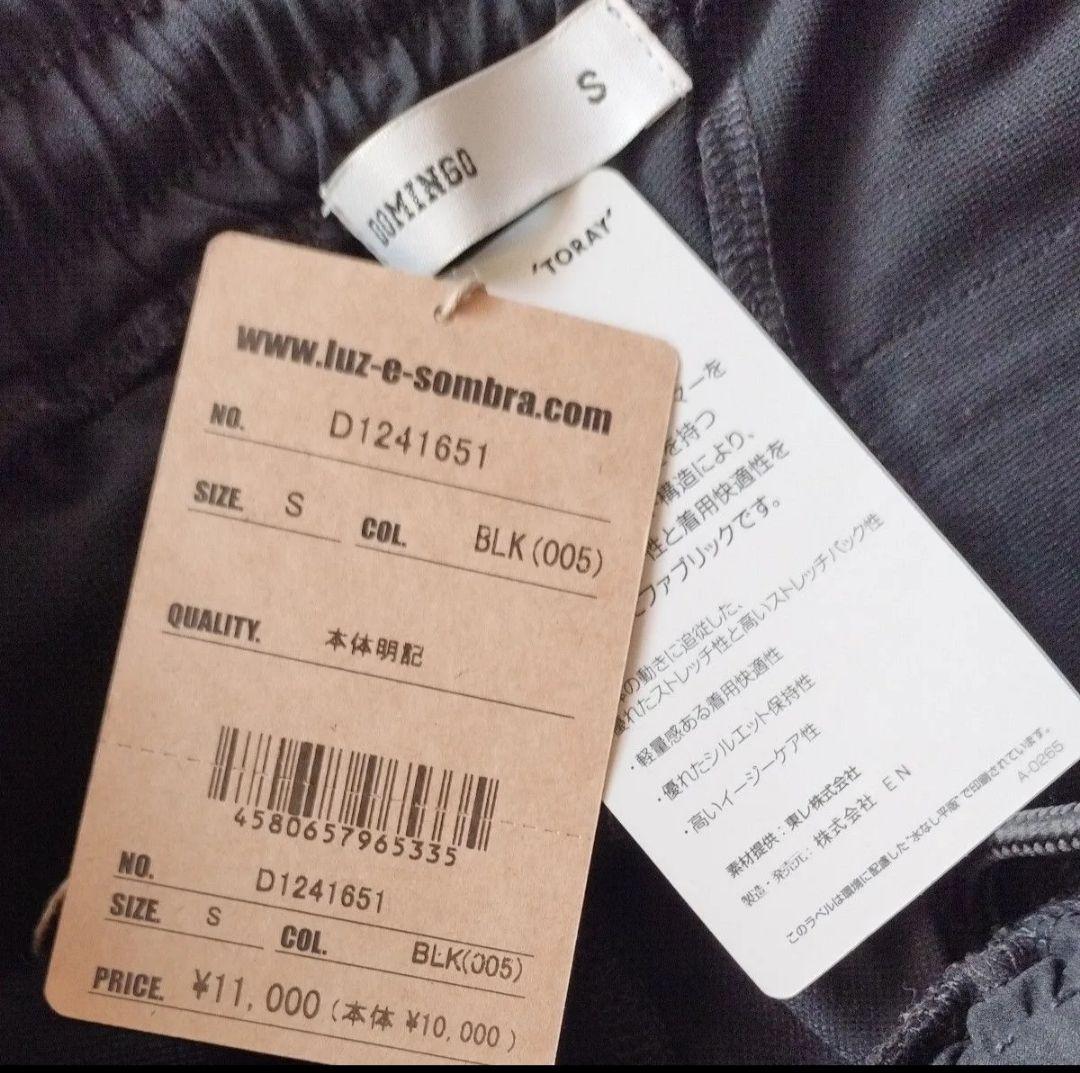 S
DOMINGO
'TORAY'
www.luz-e-sombra.com
NO. D1241651
SIZE. S COL. BLK(005)
QUALITY. 本体明記
4580657965335
NO. D1241651
SIZE. S COL. BLK(005)
PRICE. ¥11,000 (本体 ¥10,000)
ーを
を持つ
構造により、
性と着用快適性を
ファブリックです。
の動きに追従した、
優れたストレッチ性と高いストレッチバック性
・軽量感ある着用快適性
・優れたシルエット保持性
・高いイージーケア性
素材提供：東レ株式会社
製造・発売元：株式会社 EN
このラベルは環境に配慮した"水なし平版"で印刷されています。
A-0265